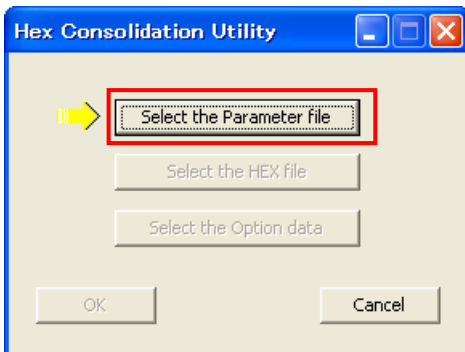 Hex Consolidation Utility
Select the Parameter file
Select the HEX file
Select the Option data
OK
Cancel